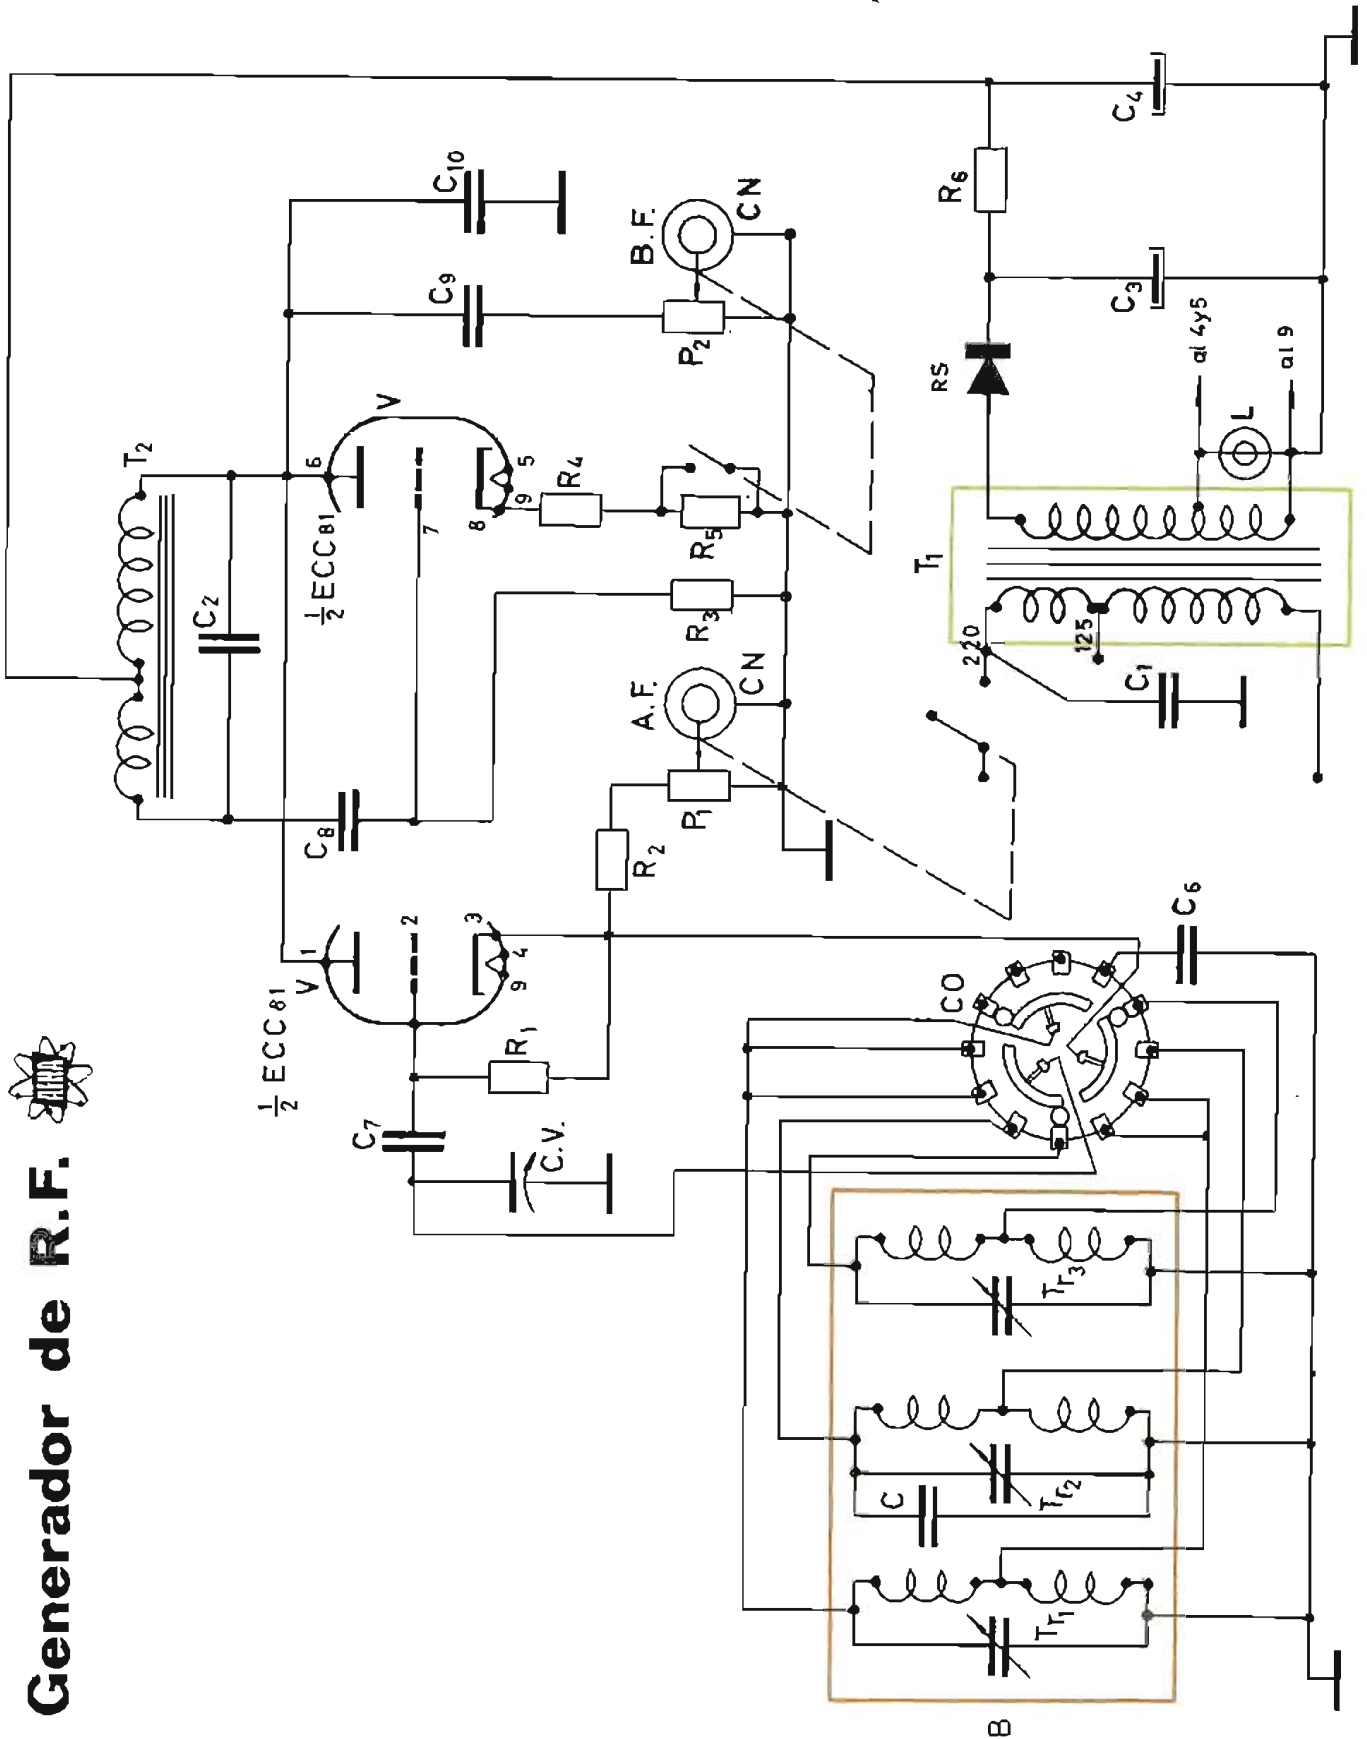 Generador de R.F.
½ ECC81
V
1
2
3
4
9
C7
R1
C.V.
R2
C8
C2
T2
½ ECC81
V
6
7
8
9
5
R4
R5
R3
A.F.
CN
P1
C9
C10
B.F.
CN
P2
CO
C6
B
C
Tr1
Tr2
Tr3
T1
220
125
C1
RS
R6
C3
C4
al 4y5
L
al 9